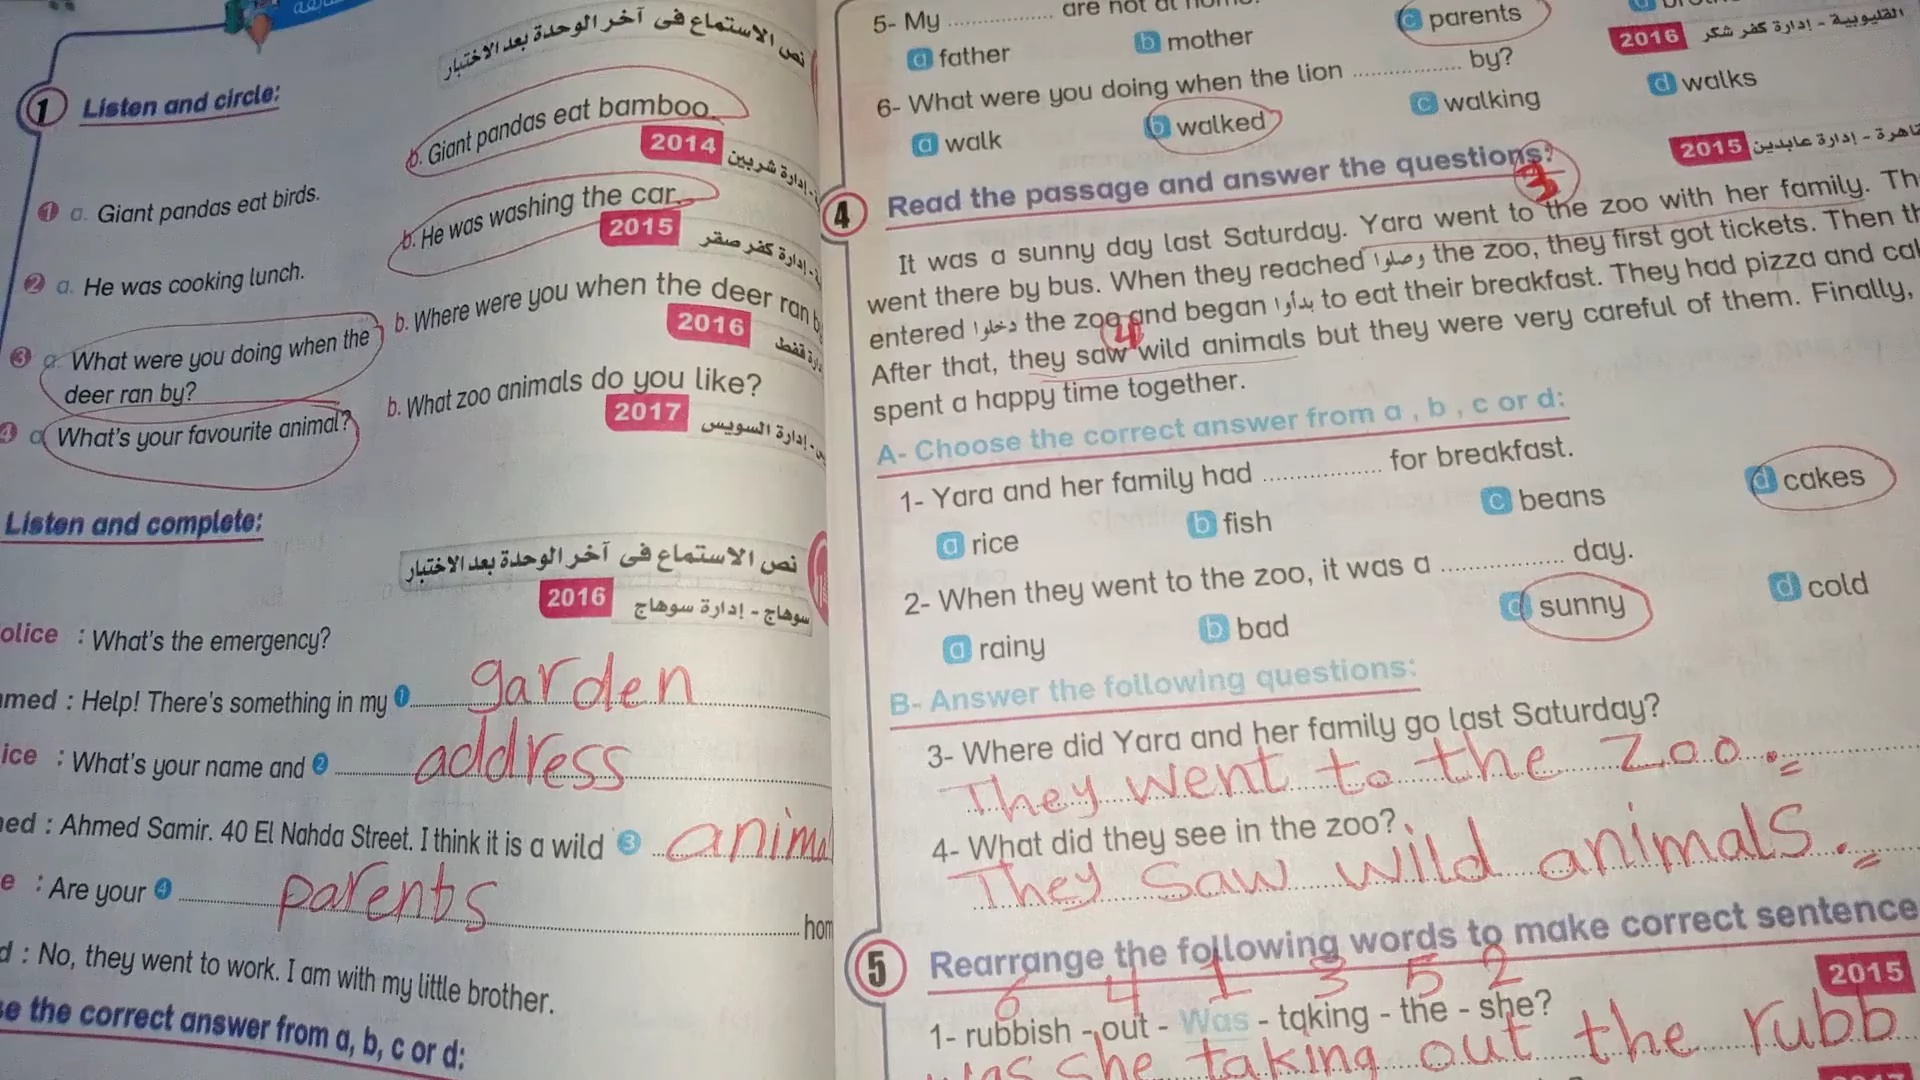 نص الاستماع فى آخر الوحدة بعد الاختبار
1 Listen and circle:
1 a. Giant pandas eat birds.
b. Giant pandas eat bamboo.
2014 إدارة شربين
2 a. He was cooking lunch.
b. He was washing the car.
2015 إدارة كفر صقر
3 a. What were you doing when the
deer ran by?
b. Where were you when the deer ran
2016 قفط
4 a What's your favourite animal?
b. What zoo animals do you like?
2017 إدارة السويس
Listen and complete:
نص الاستماع فى آخر الوحدة بعد الاختبار
2016 سوهاج - إدارة سوهاج
: What's the emergency?
: Help! There's something in my 1 garden
: What's your name and 2 address
: Ahmed Samir. 40 El Nahda Street. I think it is a wild 3
: Are your 4 parents
: No, they went to work. I am with my little brother.
the correct answer from a, b, c or d:
5- My ............ are not at
a father b mother c parents
القليوبية - إدارة كفر شكر 2016
6- What were you doing when the lion ............ by?
a walk b walked c walking d walks
إدارة عابدين 2015
4 Read the passage and answer the questions:
3
It was a sunny day last Saturday. Yara went to the zoo with her family.
went there by bus. When they reached وصلوا the zoo, they first got tickets. Then
entered دخلوا the zoo and began بدأوا to eat their breakfast. They had pizza and
4
After that, they saw wild animals but they were very careful of them. Finally,
spent a happy time together.
A- Choose the correct answer from a , b , c or d:
1- Yara and her family had ............ for breakfast.
a rice b fish c beans d cakes
2- When they went to the zoo, it was a ............ day.
a rainy b bad d sunny d cold
B- Answer the following questions:
3- Where did Yara and her family go last Saturday?
They went to the zoo.
4- What did they see in the zoo?
They saw wild animals.
5 Rearrange the following words to make correct sentence
2015
6 4 1 3 5 2
1- rubbish - out - Was - taking - the - she?
she taking out the rubb